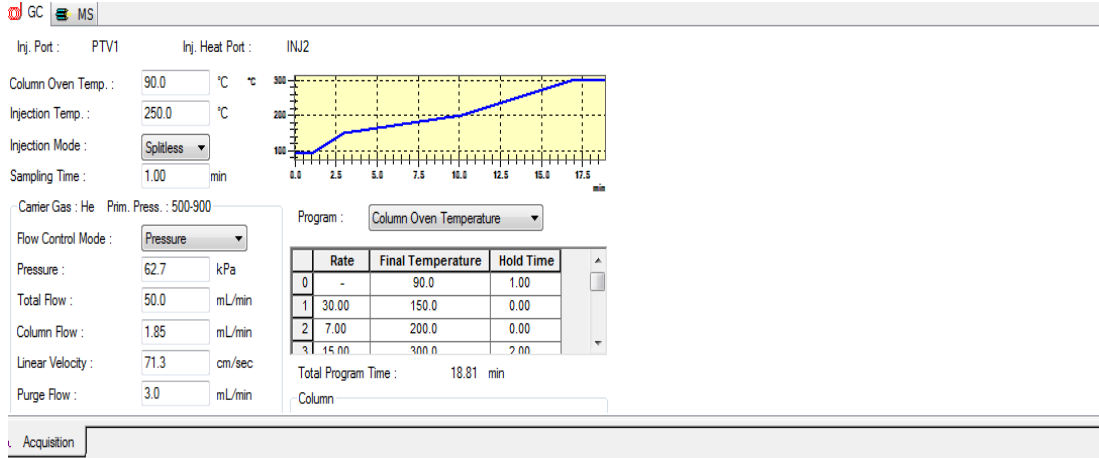 GC MS
Inj. Port : PTV1 Inj. Heat Port : INJ2
Column Oven Temp. : 90.0 °C °C
Injection Temp. : 250.0 °C
Injection Mode : Splitless
Sampling Time : 1.00 min
Carrier Gas : He Prim. Press. : 500-900
Flow Control Mode : Pressure
Pressure : 62.7 kPa
Total Flow : 50.0 mL/min
Column Flow : 1.85 mL/min
Linear Velocity : 71.3 cm/sec
Purge Flow : 3.0 mL/min
300
200
100
0.0 2.5 5.0 7.5 10.0 12.5 15.0 17.5
min
Program : Column Oven Temperature
Rate Final Temperature Hold Time
0 - 90.0 1.00
1 30.00 150.0 0.00
2 7.00 200.0 0.00
3 15.00 300.0 2.00
Total Program Time : 18.81 min
Column
Acquisition